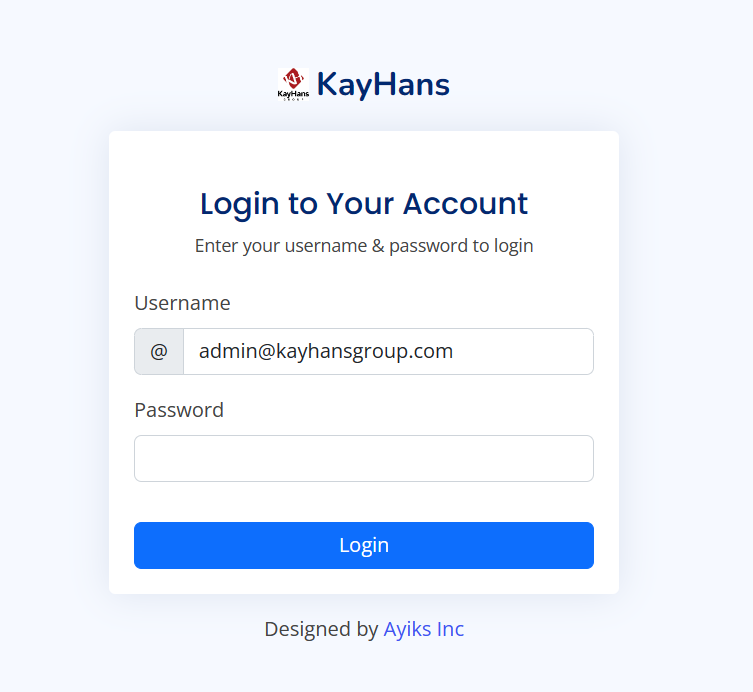 KayHans
GROUP
KayHans
Login to Your Account
Enter your username & password to login
Username
@ admin@kayhansgroup.com
Password
Login
Designed by Ayiks Inc